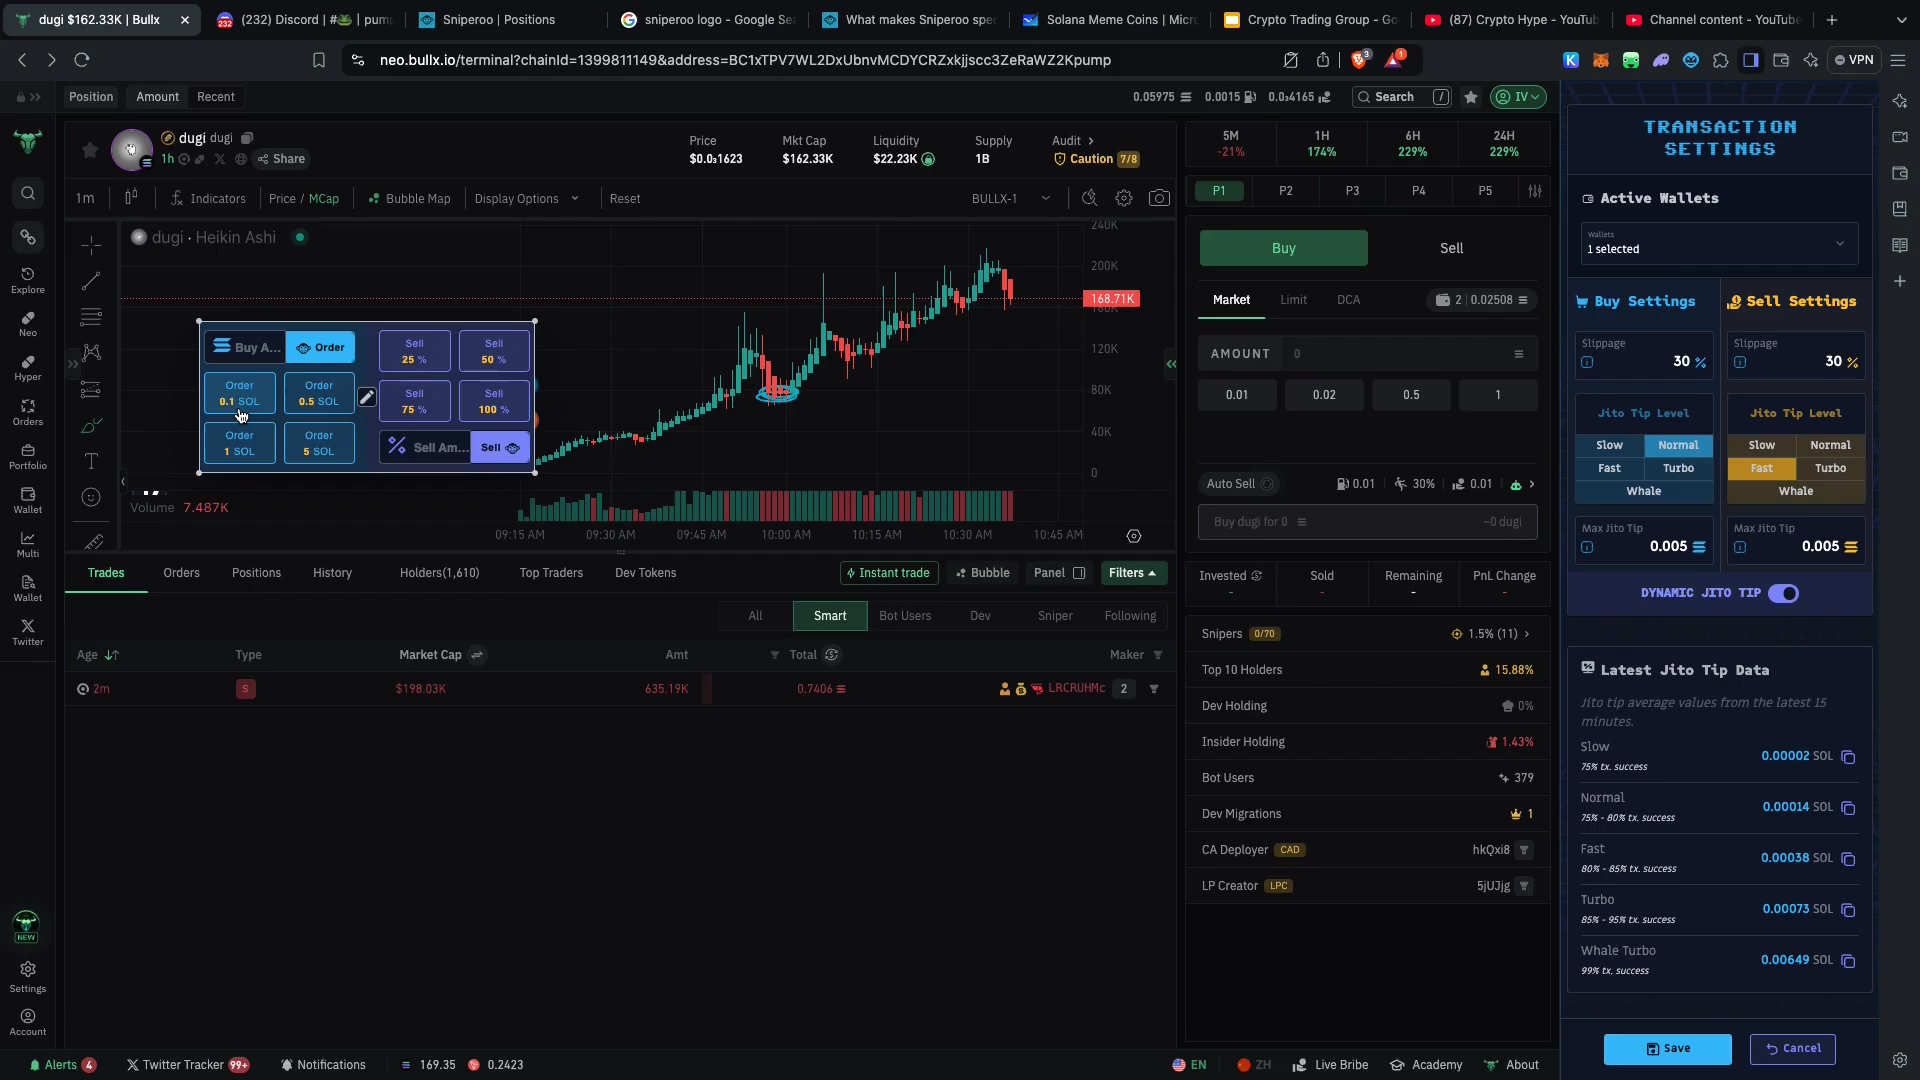 dugi $162.33K | Bullx
(232) Discord | #🐸 | pum
Sniperoo | Positions
sniperoo logo - Google Se
What makes Sniperoo spe
Solana Meme Coins | Micr
Crypto Trading Group - Go
(87) Crypto Hype - YouTub
Channel content - YouTube
neo.bullx.io/terminal?chainId=1399811149&address=BC1xTPV7WL2DxUbnvMCDYCRZxkjjscc3ZeRaWZ2Kpump
3
1
VPN
Position
Amount
Recent
0.05975
0.0015
0.0₃4165
Search
/
IV
dugi dugi
1h
Share
Price
$0.0₃1623
Mkt Cap
$162.33K
Liquidity
$22.23K
Supply
1B
Audit
Caution 7/8
1m
Indicators
Price / MCap
Bubble Map
Display Options
Reset
BULLX-1
dugi · Heikin Ashi
240K
200K
168.71K
160K
120K
80K
40K
0
Buy A...
Order
Order
0.1 SOL
Order
0.5 SOL
Order
1 SOL
Order
5 SOL
Sell
25 %
Sell
50 %
Sell
75 %
Sell
100 %
Sell Am...
Sell
Volume 7.487K
09:15 AM
09:30 AM
09:45 AM
10:00 AM
10:15 AM
10:30 AM
10:45 AM
Explore
Neo
Hyper
Orders
Portfolio
Wallet
Multi
Wallet
Twitter
NEW
Settings
Account
Trades
Orders
Positions
History
Holders(1,610)
Top Traders
Dev Tokens
Instant trade
Bubble
Panel
Filters
All
Smart
Bot Users
Dev
Sniper
Following
Age
Type
Market Cap
Amt
Total
Maker
2m
S
$198.03K
635.19K
0.7406
LRCRUHMc
2
5M
-21%
1H
174%
6H
229%
24H
229%
P1
P2
P3
P4
P5
Buy
Sell
Market
Limit
DCA
2 | 0.02508
AMOUNT
0
0.01
0.02
0.5
1
Auto Sell
0.01
30%
0.01
Buy dugi for 0
~0 dugi
Invested
-
Sold
-
Remaining
-
PnL Change
-
Snipers 0/70
1.5% (11)
Top 10 Holders
15.88%
Dev Holding
0%
Insider Holding
1.43%
Bot Users
379
Dev Migrations
1
CA Deployer CAD
hkQxi8
LP Creator LPC
5jUJjg
TRANSACTION
SETTINGS
Active Wallets
Wallets
1 selected
Buy Settings
Sell Settings
Slippage
30 %
Slippage
30 %
Jito Tip Level
Slow
Normal
Fast
Turbo
Whale
Jito Tip Level
Slow
Normal
Fast
Turbo
Whale
Max Jito Tip
0.005
Max Jito Tip
0.005
DYNAMIC JITO TIP
Latest Jito Tip Data
Jito tip average values from the latest 15
minutes.
Slow
75% tx. success
0.00002 SOL
Normal
75% - 80% tx. success
0.00014 SOL
Fast
80% - 85% tx. success
0.00038 SOL
Turbo
85% - 95% tx. success
0.00073 SOL
Whale Turbo
99% tx. success
0.00649 SOL
Save
Cancel
Alerts 4
Twitter Tracker 99+
Notifications
169.35
0.2423
EN
ZH
Live Bribe
Academy
About